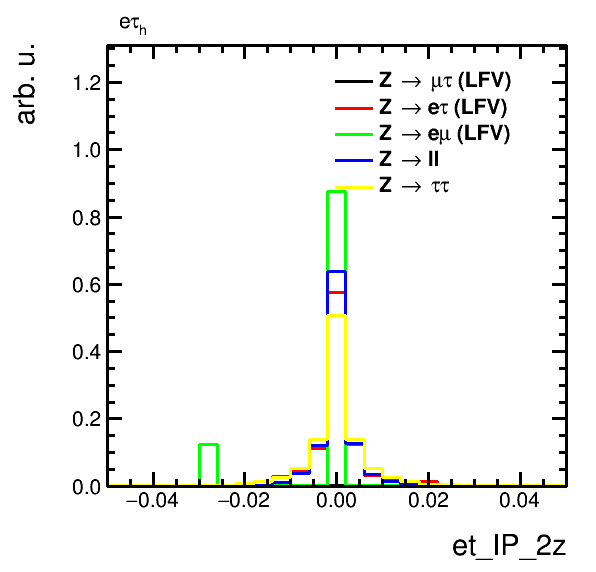 eτh
arb. u.
1.2
1.0
0.8
0.6
0.4
0.2
0.0
Z → μτ (LFV)
Z → eτ (LFV)
Z → eμ (LFV)
Z → ll
Z → ττ
−0.04 −0.02 0.00 0.02 0.04
et_IP_2z